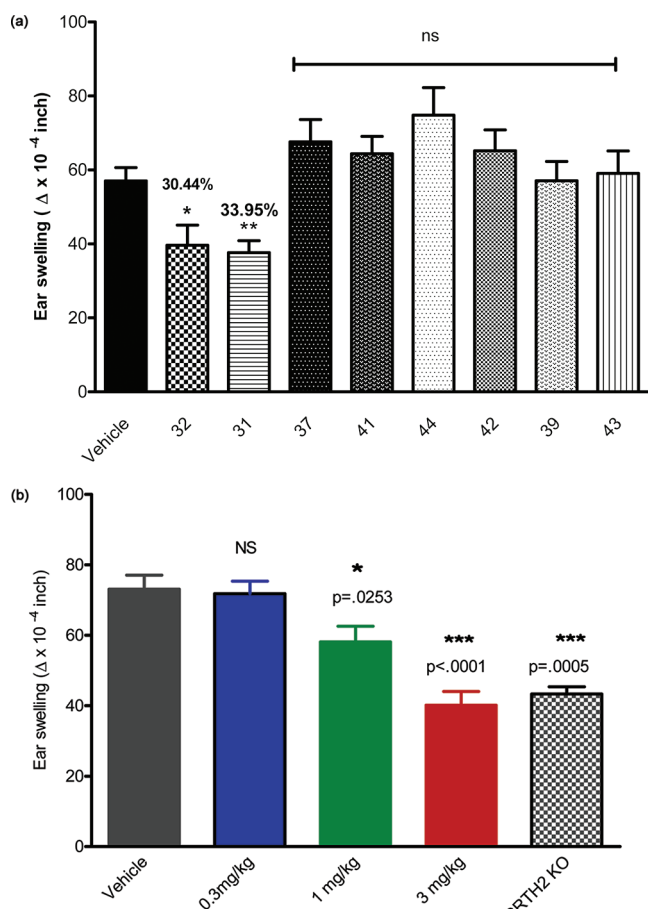 (a)
100
80
60
40
20
0
Ear swelling ( Δ x 10 -4 inch)
30.44%
*
33.95%
**
ns
Vehicle
32
31
37
41
44
42
39
43
(b)
100
80
60
40
20
0
Ear swelling (Δ x 10 -4 inch)
NS
*
p=.0253
***
p<.0001
***
p=.0005
Vehicle
0.3mg/kg
1 mg/kg
3 mg/kg
KO